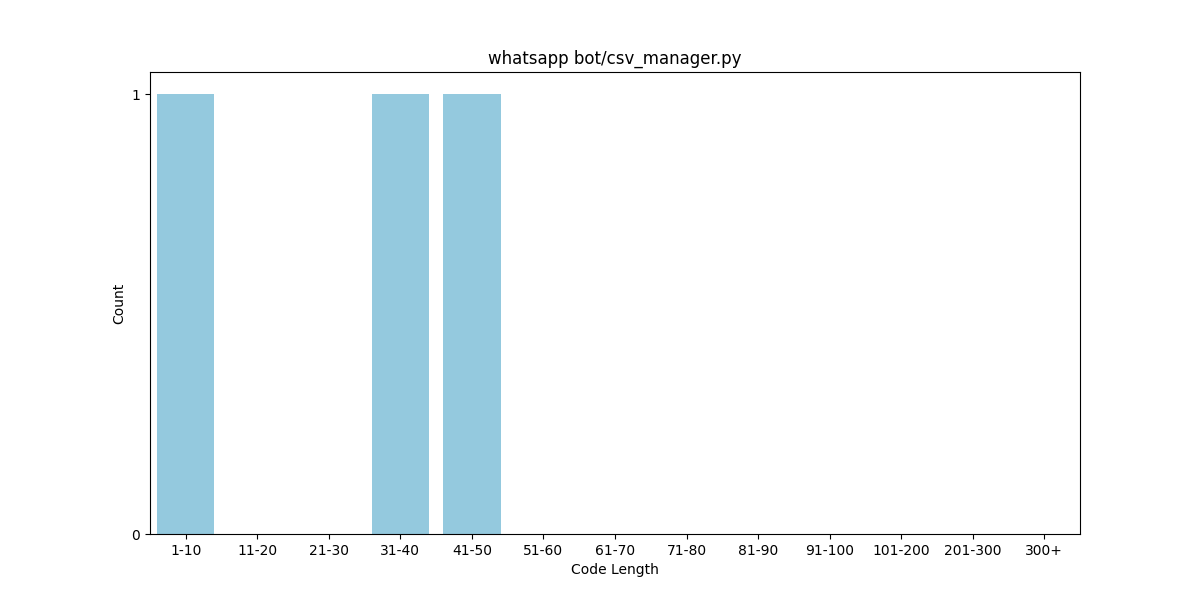 whatsapp bot/csv_manager.py
1
Count
0
1-10 11-20 21-30 31-40 41-50 51-60 61-70 71-80 81-90 91-100 101-200 201-300 300+
Code Length